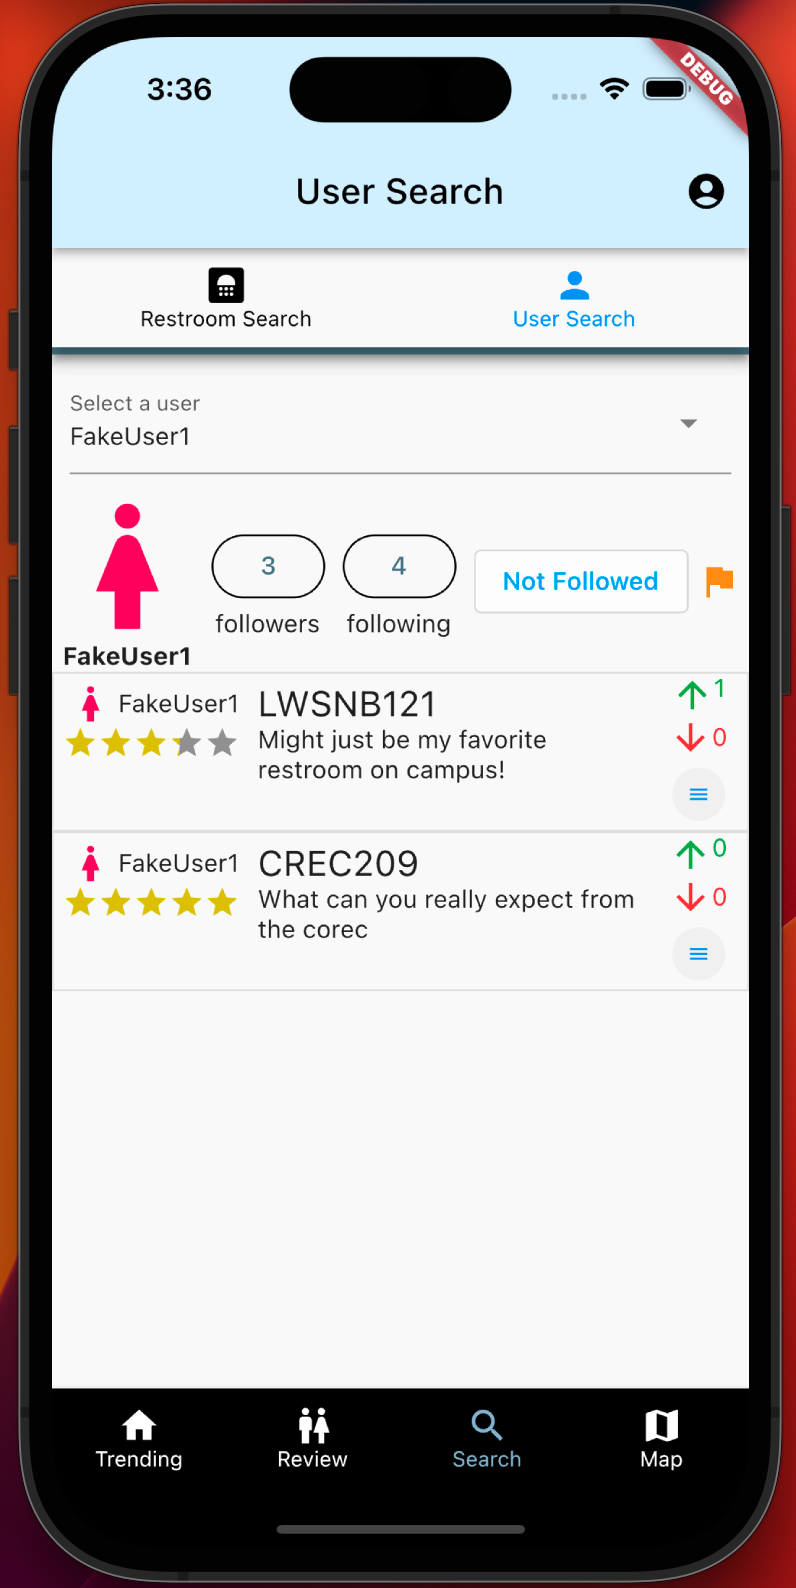 3:36
DEBUG
User Search
Restroom Search
User Search
Select a user
FakeUser1
3
4
Not Followed
followers
following
FakeUser1
FakeUser1
LWSNB121
1
Might just be my favorite
0
restroom on campus!
FakeUser1
CREC209
0
What can you really expect from
0
the corec
Trending
Review
Search
Map